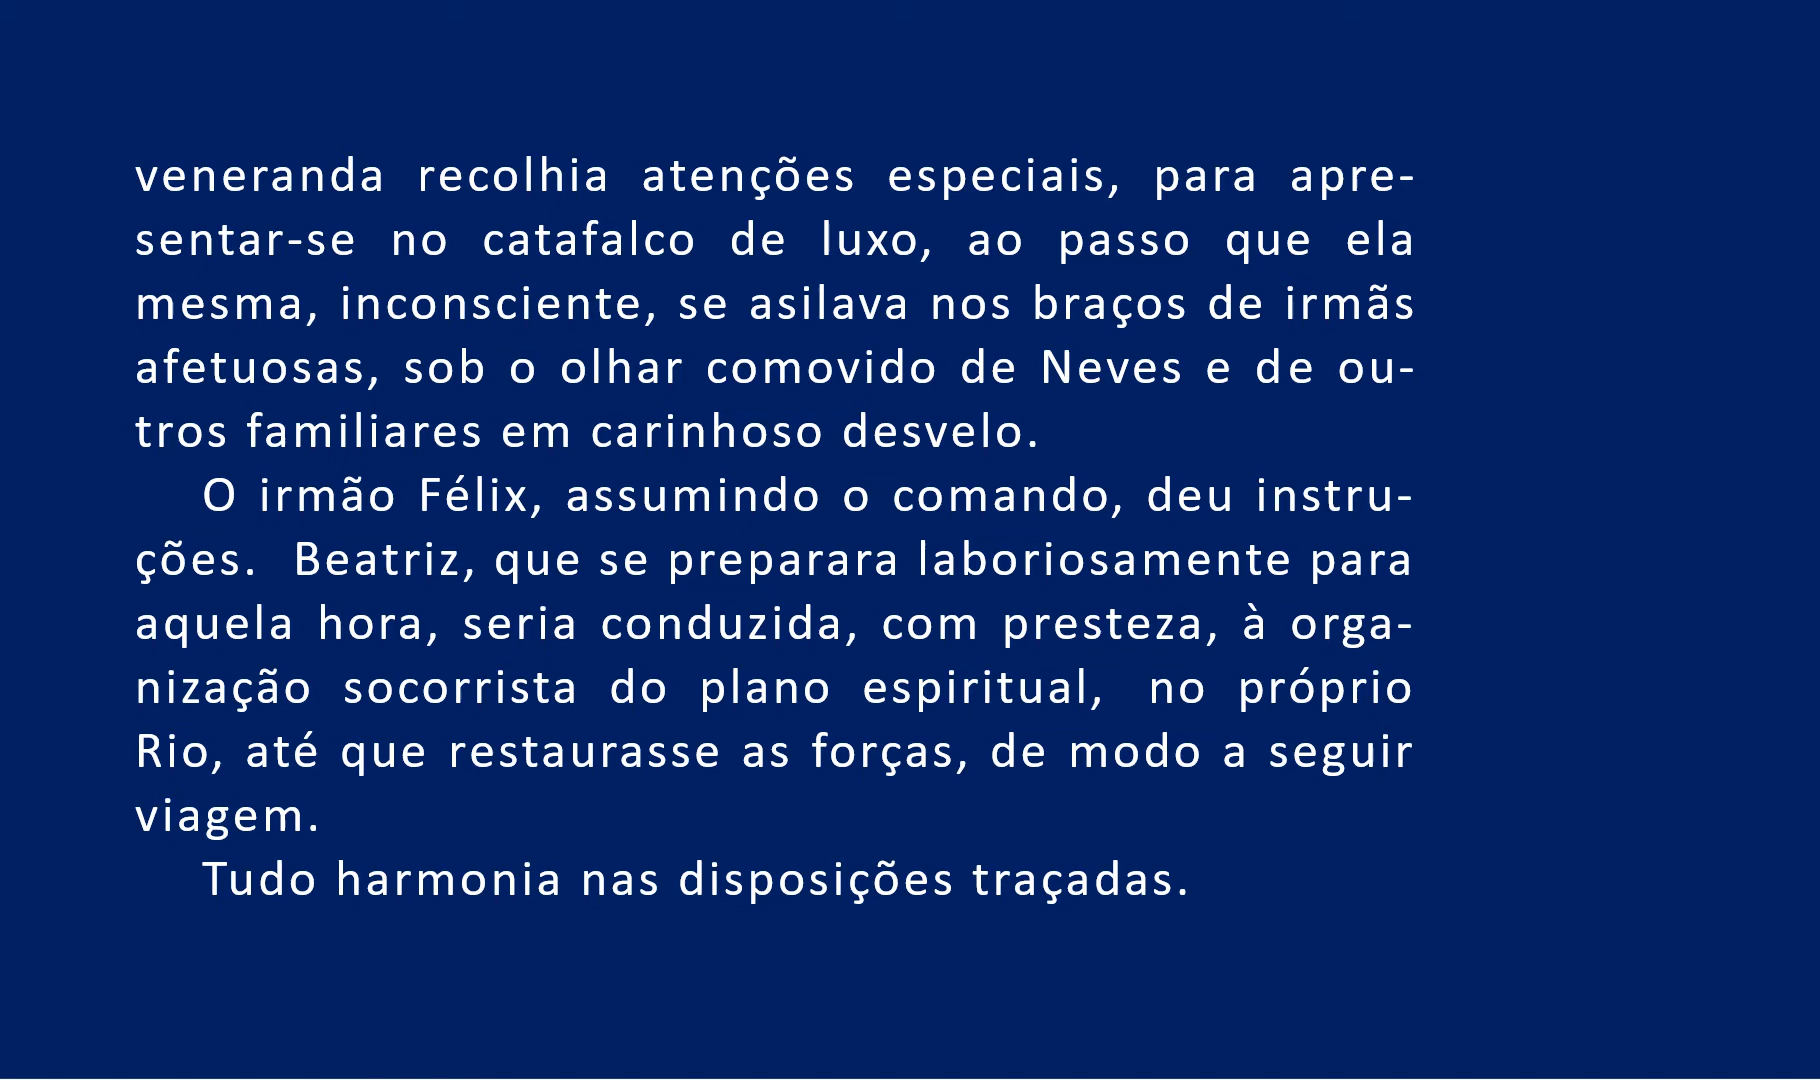 veneranda recolhia atenções especiais, para apre-
sentar-se no catafalco de luxo, ao passo que ela
mesma, inconsciente, se asilava nos braços de irmãs
afetuosas, sob o olhar comovido de Neves e de ou-
tros familiares em carinhoso desvelo.
O irmão Félix, assumindo o comando, deu instru-
ções. Beatriz, que se preparara laboriosamente para
aquela hora, seria conduzida, com presteza, à orga-
nização socorrista do plano espiritual, no próprio
Rio, até que restaurasse as forças, de modo a seguir
viagem.
Tudo harmonia nas disposições traçadas.